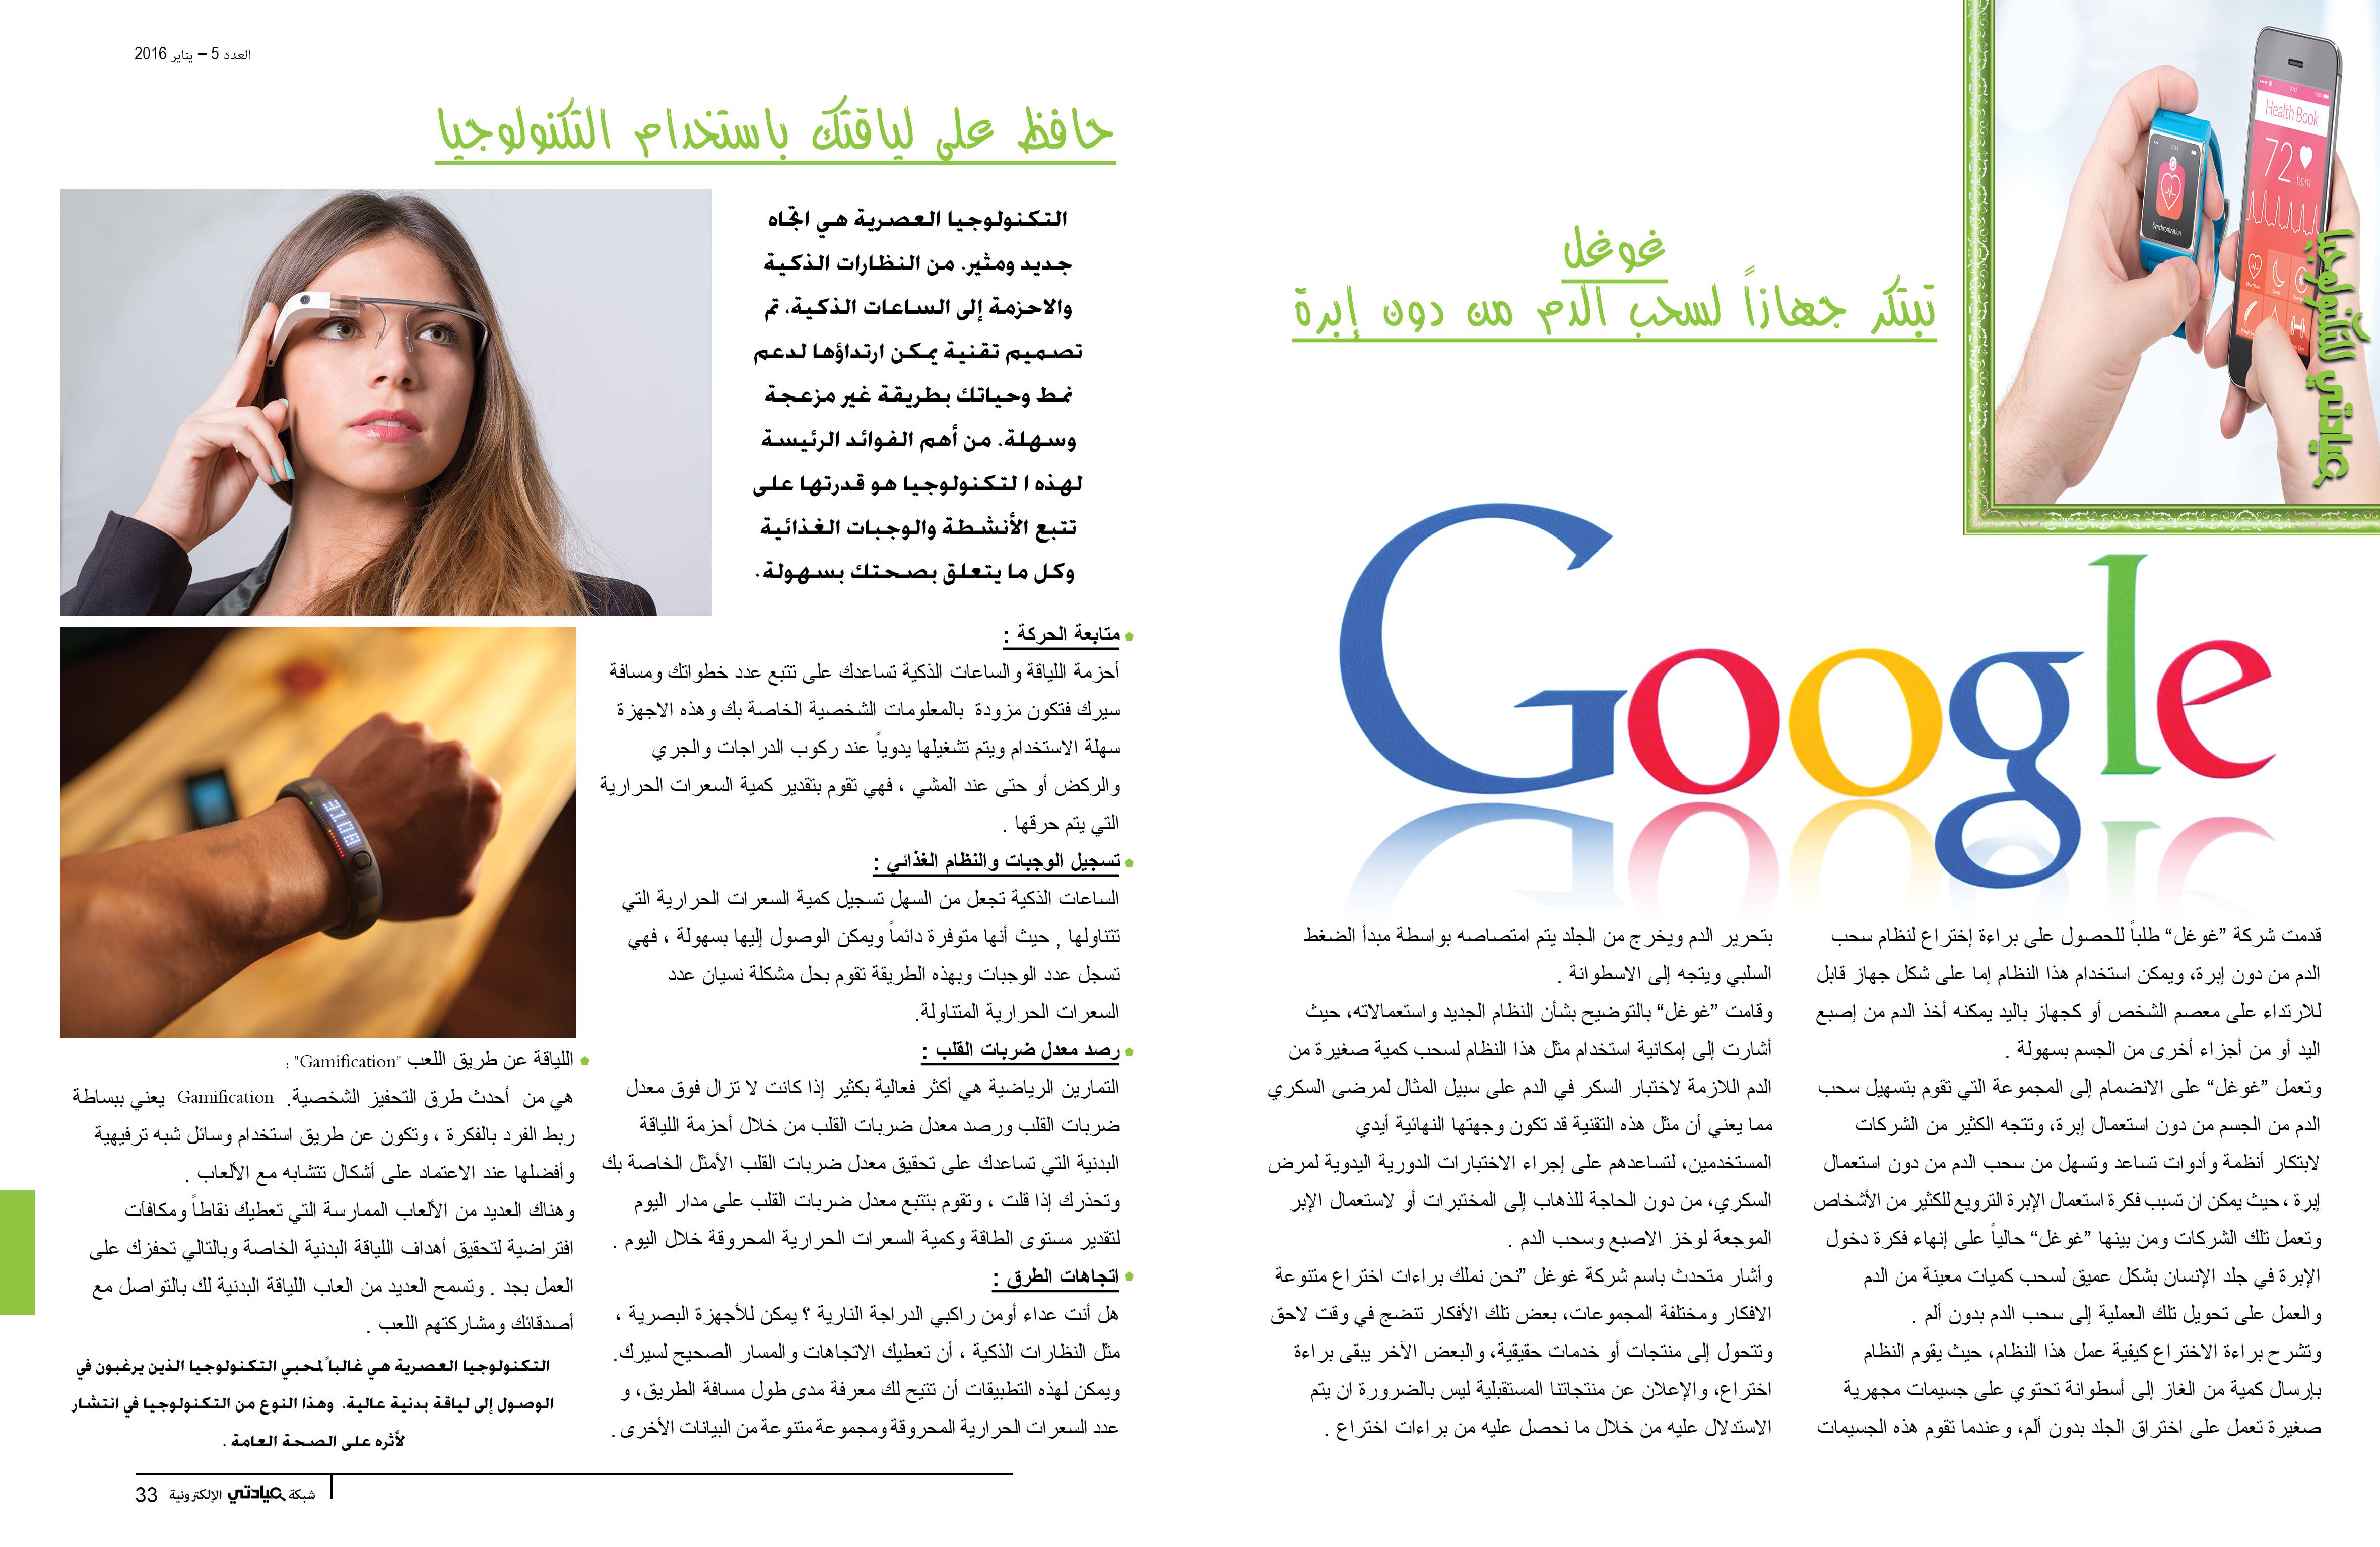 Health Book
72
bpm
Synchronization
عيادتي للتكنولوجيا
غوغل
تبتكر جهازاً لسحب الدم من دون إبرة
Google
قدمت شركة ”غوغل“ طلباً للحصول على براءة إختراع لنظام سحب
الدم من دون إبرة، ويمكن استخدام هذا النظام إما على شكل جهاز قابل
للارتداء على معصم الشخص أو كجهاز باليد يمكنه أخذ الدم من إصبع
اليد أو من أجزاء أخرى من الجسم بسهولة .
وتعمل ”غوغل“ على الانضمام إلى المجموعة التي تقوم بتسهيل سحب
الدم من الجسم من دون استعمال إبرة، وتتجه الكثير من الشركات
لابتكار أنظمة وأدوات تساعد وتسهل من سحب الدم من دون استعمال
إبرة ، حيث يمكن ان تسبب فكرة استعمال الإبرة الترويع للكثير من الأشخاص
وتعمل تلك الشركات ومن بينها ”غوغل“ حالياً على إنهاء فكرة دخول
الإبرة في جلد الإنسان بشكل عميق لسحب كميات معينة من الدم
والعمل على تحويل تلك العملية إلى سحب الدم بدون ألم .
وتشرح براءة الاختراع كيفية عمل هذا النظام، حيث يقوم النظام
بإرسال كمية من الغاز إلى أسطوانة تحتوي على جسيمات مجهرية
صغيرة تعمل على اختراق الجلد بدون ألم، وعندما تقوم هذه الجسيمات
بتحرير الدم ويخرج من الجلد يتم امتصاصه بواسطة مبدأ الضغط
السلبي ويتجه إلى الاسطوانة .
وقامت ”غوغل“ بالتوضيح بشأن النظام الجديد واستعمالاته، حيث
أشارت إلى إمكانية استخدام مثل هذا النظام لسحب كمية صغيرة من
الدم اللازمة لاختبار السكر في الدم على سبيل المثال لمرضى السكري
مما يعني أن مثل هذه التقنية قد تكون وجهتها النهائية أيدي
المستخدمين، لتساعدهم على إجراء الاختبارات الدورية اليدوية لمرض
السكري، من دون الحاجة للذهاب إلى المختبرات أو لاستعمال الإبر
الموجعة لوخز الاصبع وسحب الدم .
وأشار متحدث باسم شركة غوغل ”نحن نملك براءات اختراع متنوعة
الافكار ومختلفة المجموعات، بعض تلك الأفكار تنضج في وقت لاحق
وتتحول إلى منتجات أو خدمات حقيقية، والبعض الآخر يبقى براءة
اختراع، والإعلان عن منتجاتنا المستقبلية ليس بالضرورة ان يتم
الاستدلال عليه من خلال ما نحصل عليه من براءات اختراع .
العدد 5 – يناير 2016
حافظ على لياقتك باستخدام التكنولوجيا
التكنولوجيا العصرية هي اتجاه
جديد ومثير. من النظارات الذكية
والاحزمة إلى الساعات الذكية، تم
تصميم تقنية يمكن ارتداؤها لدعم
نمط وحياتك بطريقة غير مزعجة
وسهلة. من أهم الفوائد الرئيسة
لهذه ا لتكنولوجيا هو قدرتها على
تتبع الأنشطة والوجبات الغذائية
وكل ما يتعلق بصحتك بسهولة.
متابعة الحركة :
أحزمة اللياقة والساعات الذكية تساعدك على تتبع عدد خطواتك ومسافة
سيرك فتكون مزودة بالمعلومات الشخصية الخاصة بك وهذه الاجهزة
سهلة الاستخدام ويتم تشغيلها يدوياً عند ركوب الدراجات والجري
والركض أو حتى عند المشي ، فهي تقوم بتقدير كمية السعرات الحرارية
التي يتم حرقها .
تسجيل الوجبات والنظام الغذائي :
الساعات الذكية تجعل من السهل تسجيل كمية السعرات الحرارية التي
تتناولها , حيث أنها متوفرة دائماً ويمكن الوصول إليها بسهولة ، فهي
تسجل عدد الوجبات وبهذه الطريقة تقوم بحل مشكلة نسيان عدد
السعرات الحرارية المتناولة.
رصد معدل ضربات القلب :
التمارين الرياضية هي أكثر فعالية بكثير إذا كانت لا تزال فوق معدل
ضربات القلب ورصد معدل ضربات القلب من خلال أحزمة اللياقة
البدنية التي تساعدك على تحقيق معدل ضربات القلب الأمثل الخاصة بك
وتحذرك إذا قلت ، وتقوم بتتبع معدل ضربات القلب على مدار اليوم
لتقدير مستوى الطاقة وكمية السعرات الحرارية المحروقة خلال اليوم .
اتجاهات الطرق :
هل أنت عداء أومن راكبي الدراجة النارية ؟ يمكن للأجهزة البصرية ،
مثل النظارات الذكية ، أن تعطيك الاتجاهات والمسار الصحيح لسيرك.
ويمكن لهذه التطبيقات أن تتيح لك معرفة مدى طول مسافة الطريق، و
عدد السعرات الحرارية المحروقة ومجموعة متنوعة من البيانات الأخرى .
اللياقة عن طريق اللعب "Gamification" :
هي من أحدث طرق التحفيز الشخصية. Gamification يعني ببساطة
ربط الفرد بالفكرة ، وتكون عن طريق استخدام وسائل شبه ترفيهية
وأفضلها عند الاعتماد على أشكال تتشابه مع الألعاب .
وهناك العديد من الألعاب الممارسة التي تعطيك نقاطاً ومكافآت
افتراضية لتحقيق أهداف اللياقة البدنية الخاصة وبالتالي تحفزك على
العمل بجد . وتسمح العديد من العاب اللياقة البدنية لك بالتواصل مع
أصدقائك ومشاركتهم اللعب .
التكنولوجيا العصرية هي غالباً لمحبي التكنولوجيا الذين يرغبون في
الوصول إلى لياقة بدنية عالية. وهذا النوع من التكنولوجيا في انتشار
لأثره على الصحة العامة .
شبكة عيادتي الإلكترونية 33